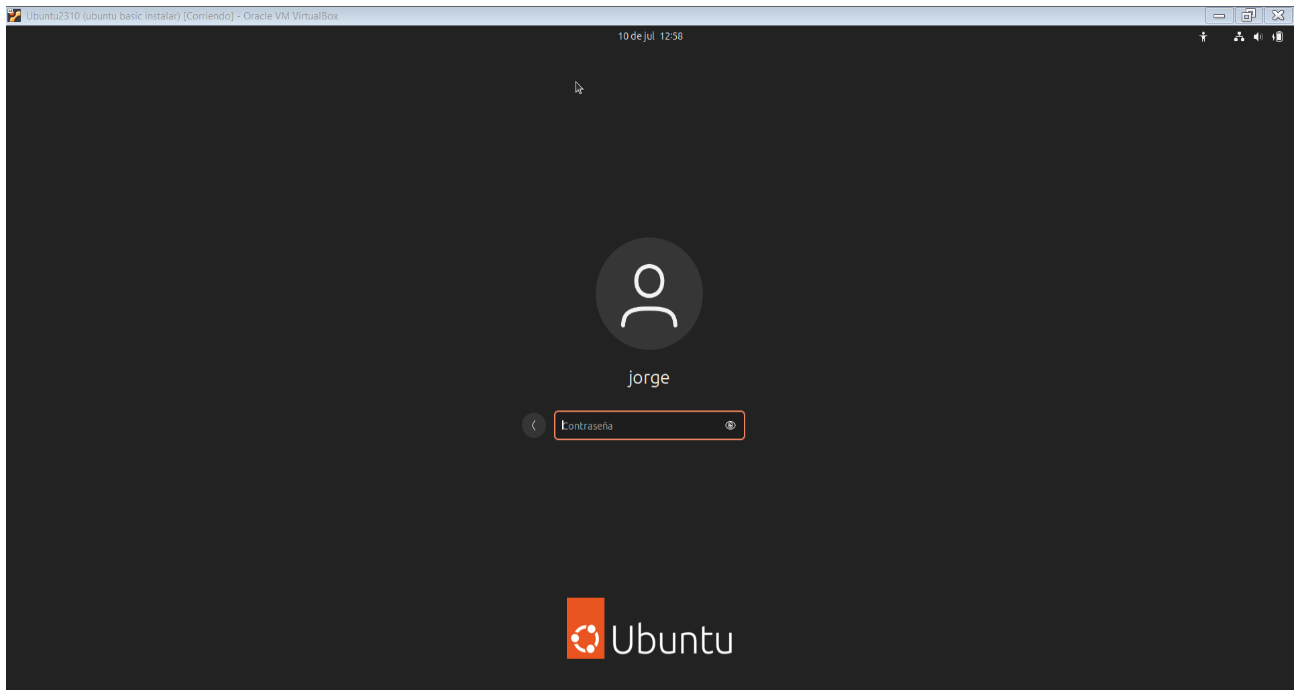 Ubuntu2310 (ubuntu basic instalar) [Corriendo] - Oracle VM VirtualBox
10 de jul 12:58
jorge
Contraseña
Ubuntu